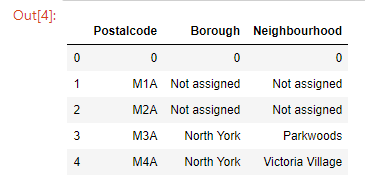 Out[4]:
Postalcode Borough Neighbourhood
0 0 0 0
1 M1A Not assigned Not assigned
2 M2A Not assigned Not assigned
3 M3A North York Parkwoods
4 M4A North York Victoria Village